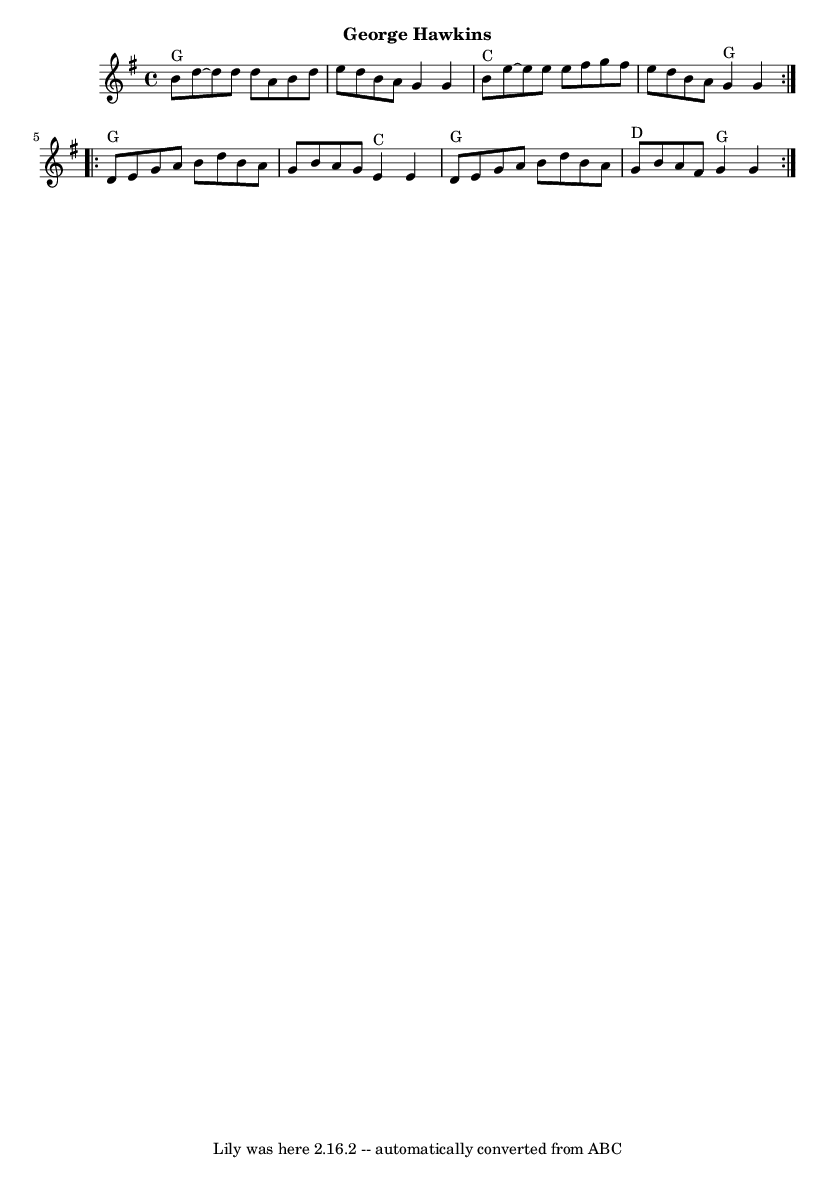 George Hawkins
G C G
5
G C G D G
Lily was here 2.16.2 -- automatically converted from ABC